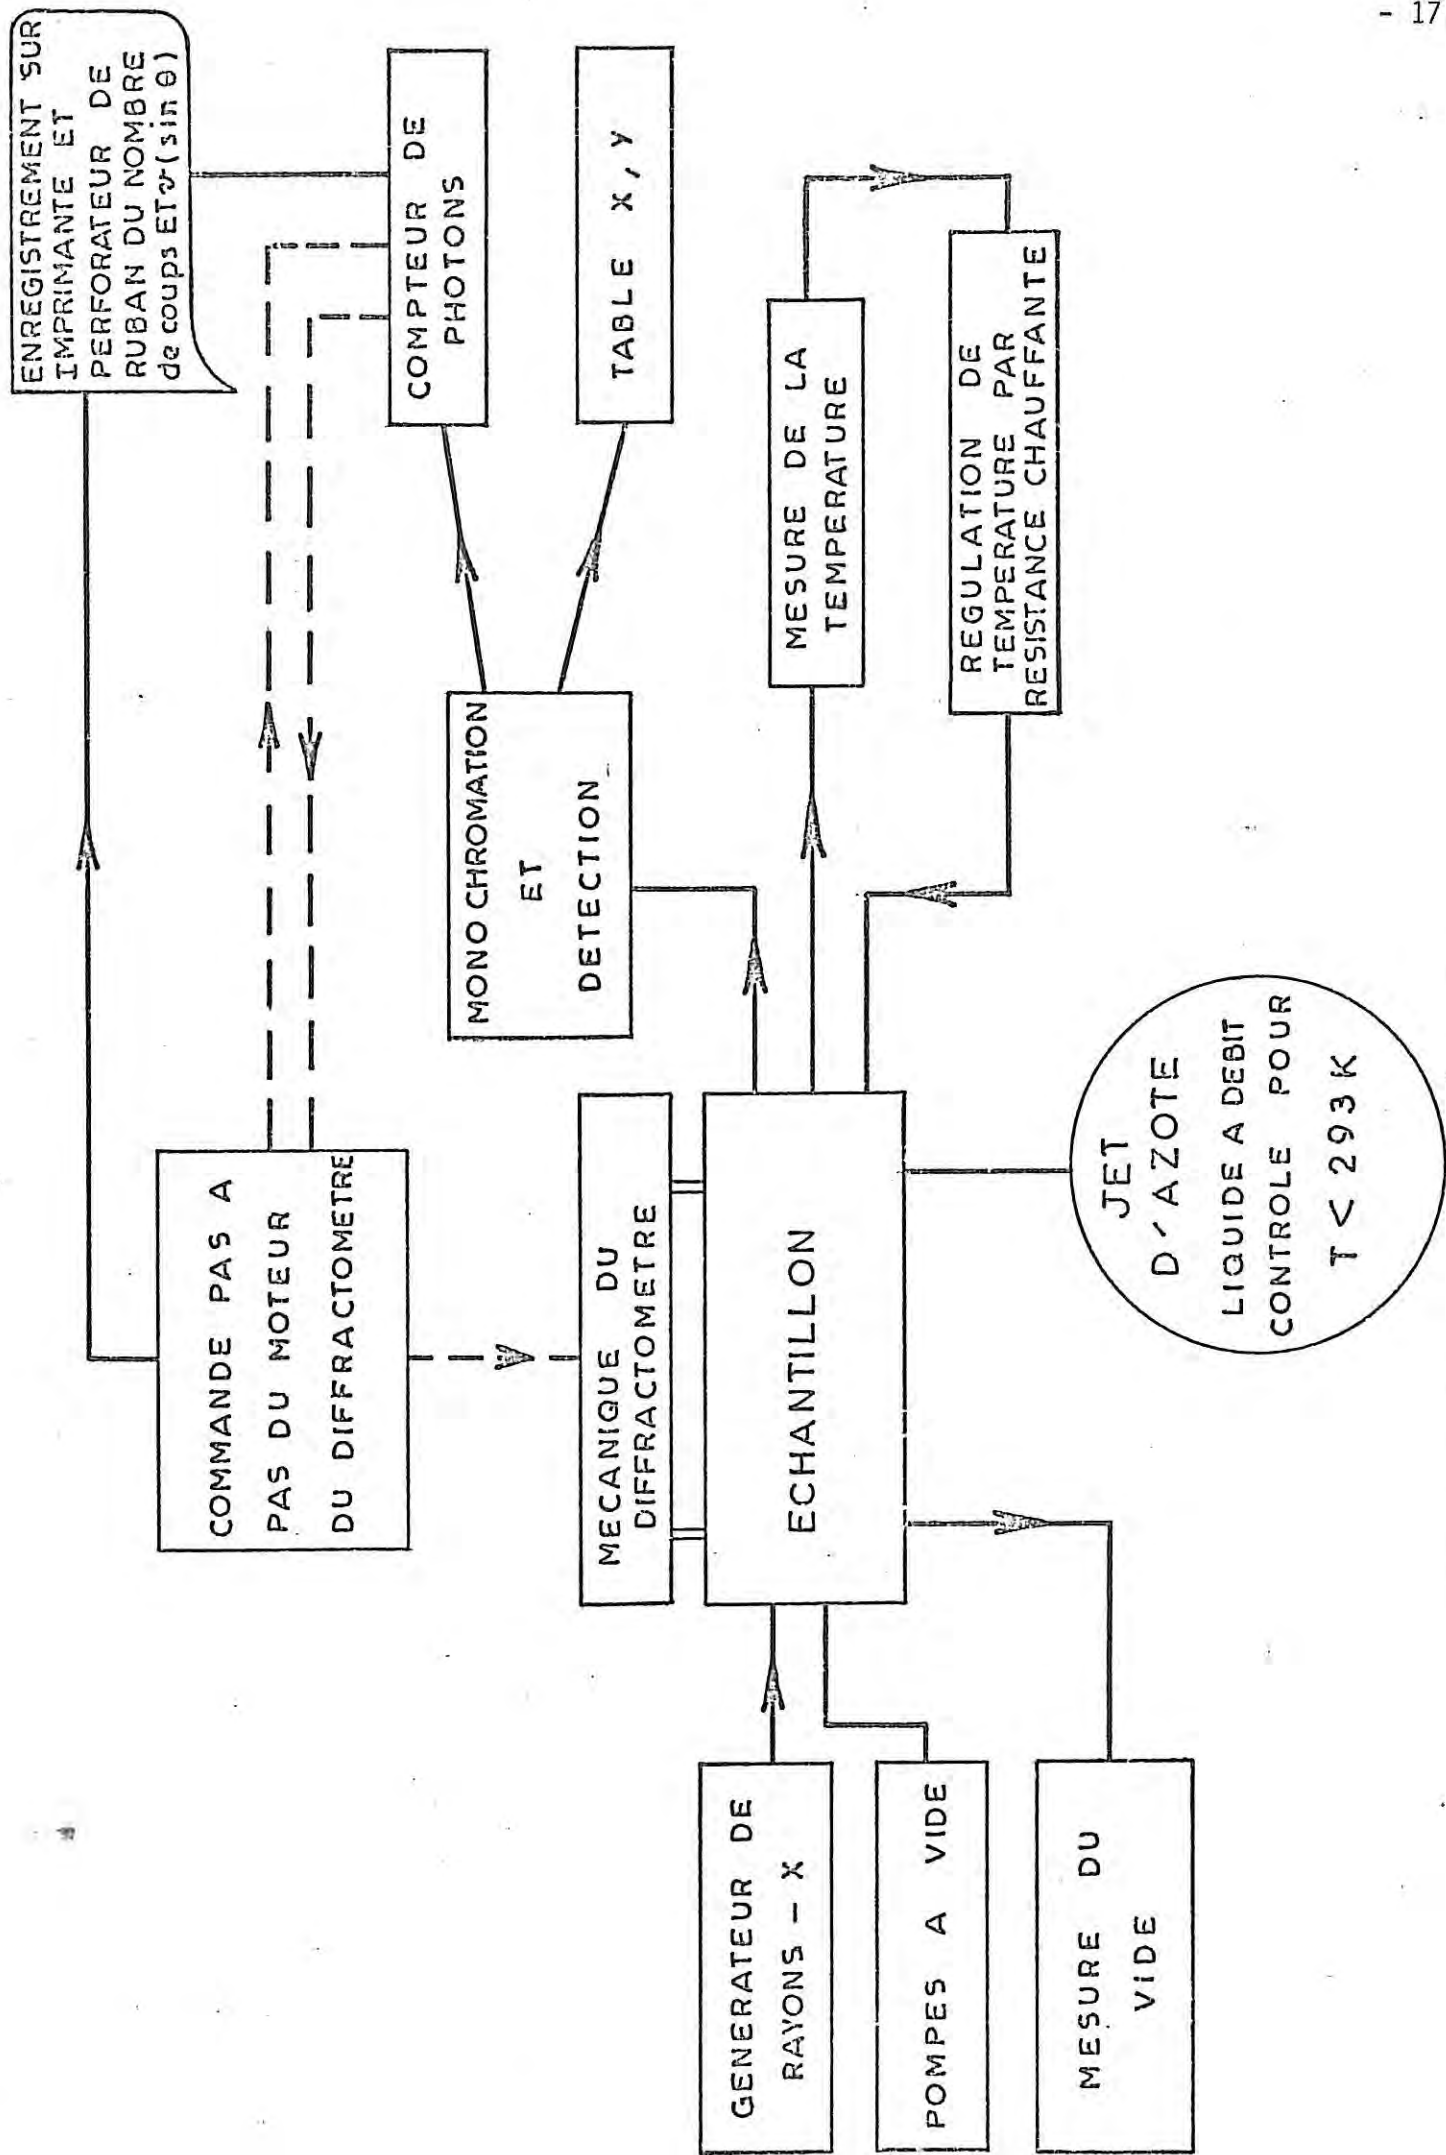 - 17
ENREGISTREMENT SUR
IMPRIMANTE ET
PERFORATEUR DE
RUBAN DU NOMBRE
de coups ET v (sin θ)
COMMANDE PAS A
PAS DU MOTEUR
DU DIFFRACTOMETRE
COMPTEUR DE
PHOTONS
TABLE X, Y
MONO CHROMATION
ET
DETECTION
MECANIQUE DU
DIFFRACTOMETRE
ECHANTILLON
MESURE DE LA
TEMPERATURE
REGULATION DE
TEMPERATURE PAR
RESISTANCE CHAUFFANTE
GENERATEUR DE
RAYONS - X
POMPES A VIDE
MESURE DU
VIDE
JET
D'AZOTE
LIQUIDE A DEBIT
CONTROLE POUR
T < 293 K